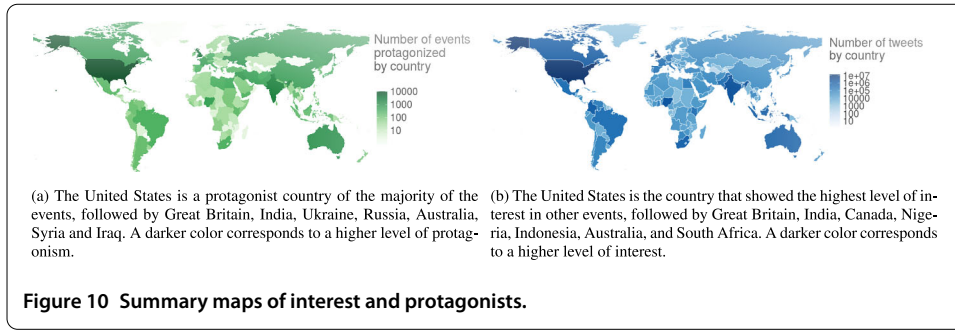 Number of events
protagonized
by country
10000
1000
100
10
Number of tweets
by country
1e+07
1e+06
1e+05
10000
1000
100
10
(a) The United States is a protagonist country of the majority of the
events, followed by Great Britain, India, Ukraine, Russia, Australia,
Syria and Iraq. A darker color corresponds to a higher level of protag-
onism.
(b) The United States is the country that showed the highest level of in-
terest in other events, followed by Great Britain, India, Canada, Nige-
ria, Indonesia, Australia, and South Africa. A darker color corresponds
to a higher level of interest.
Figure 10 Summary maps of interest and protagonists.